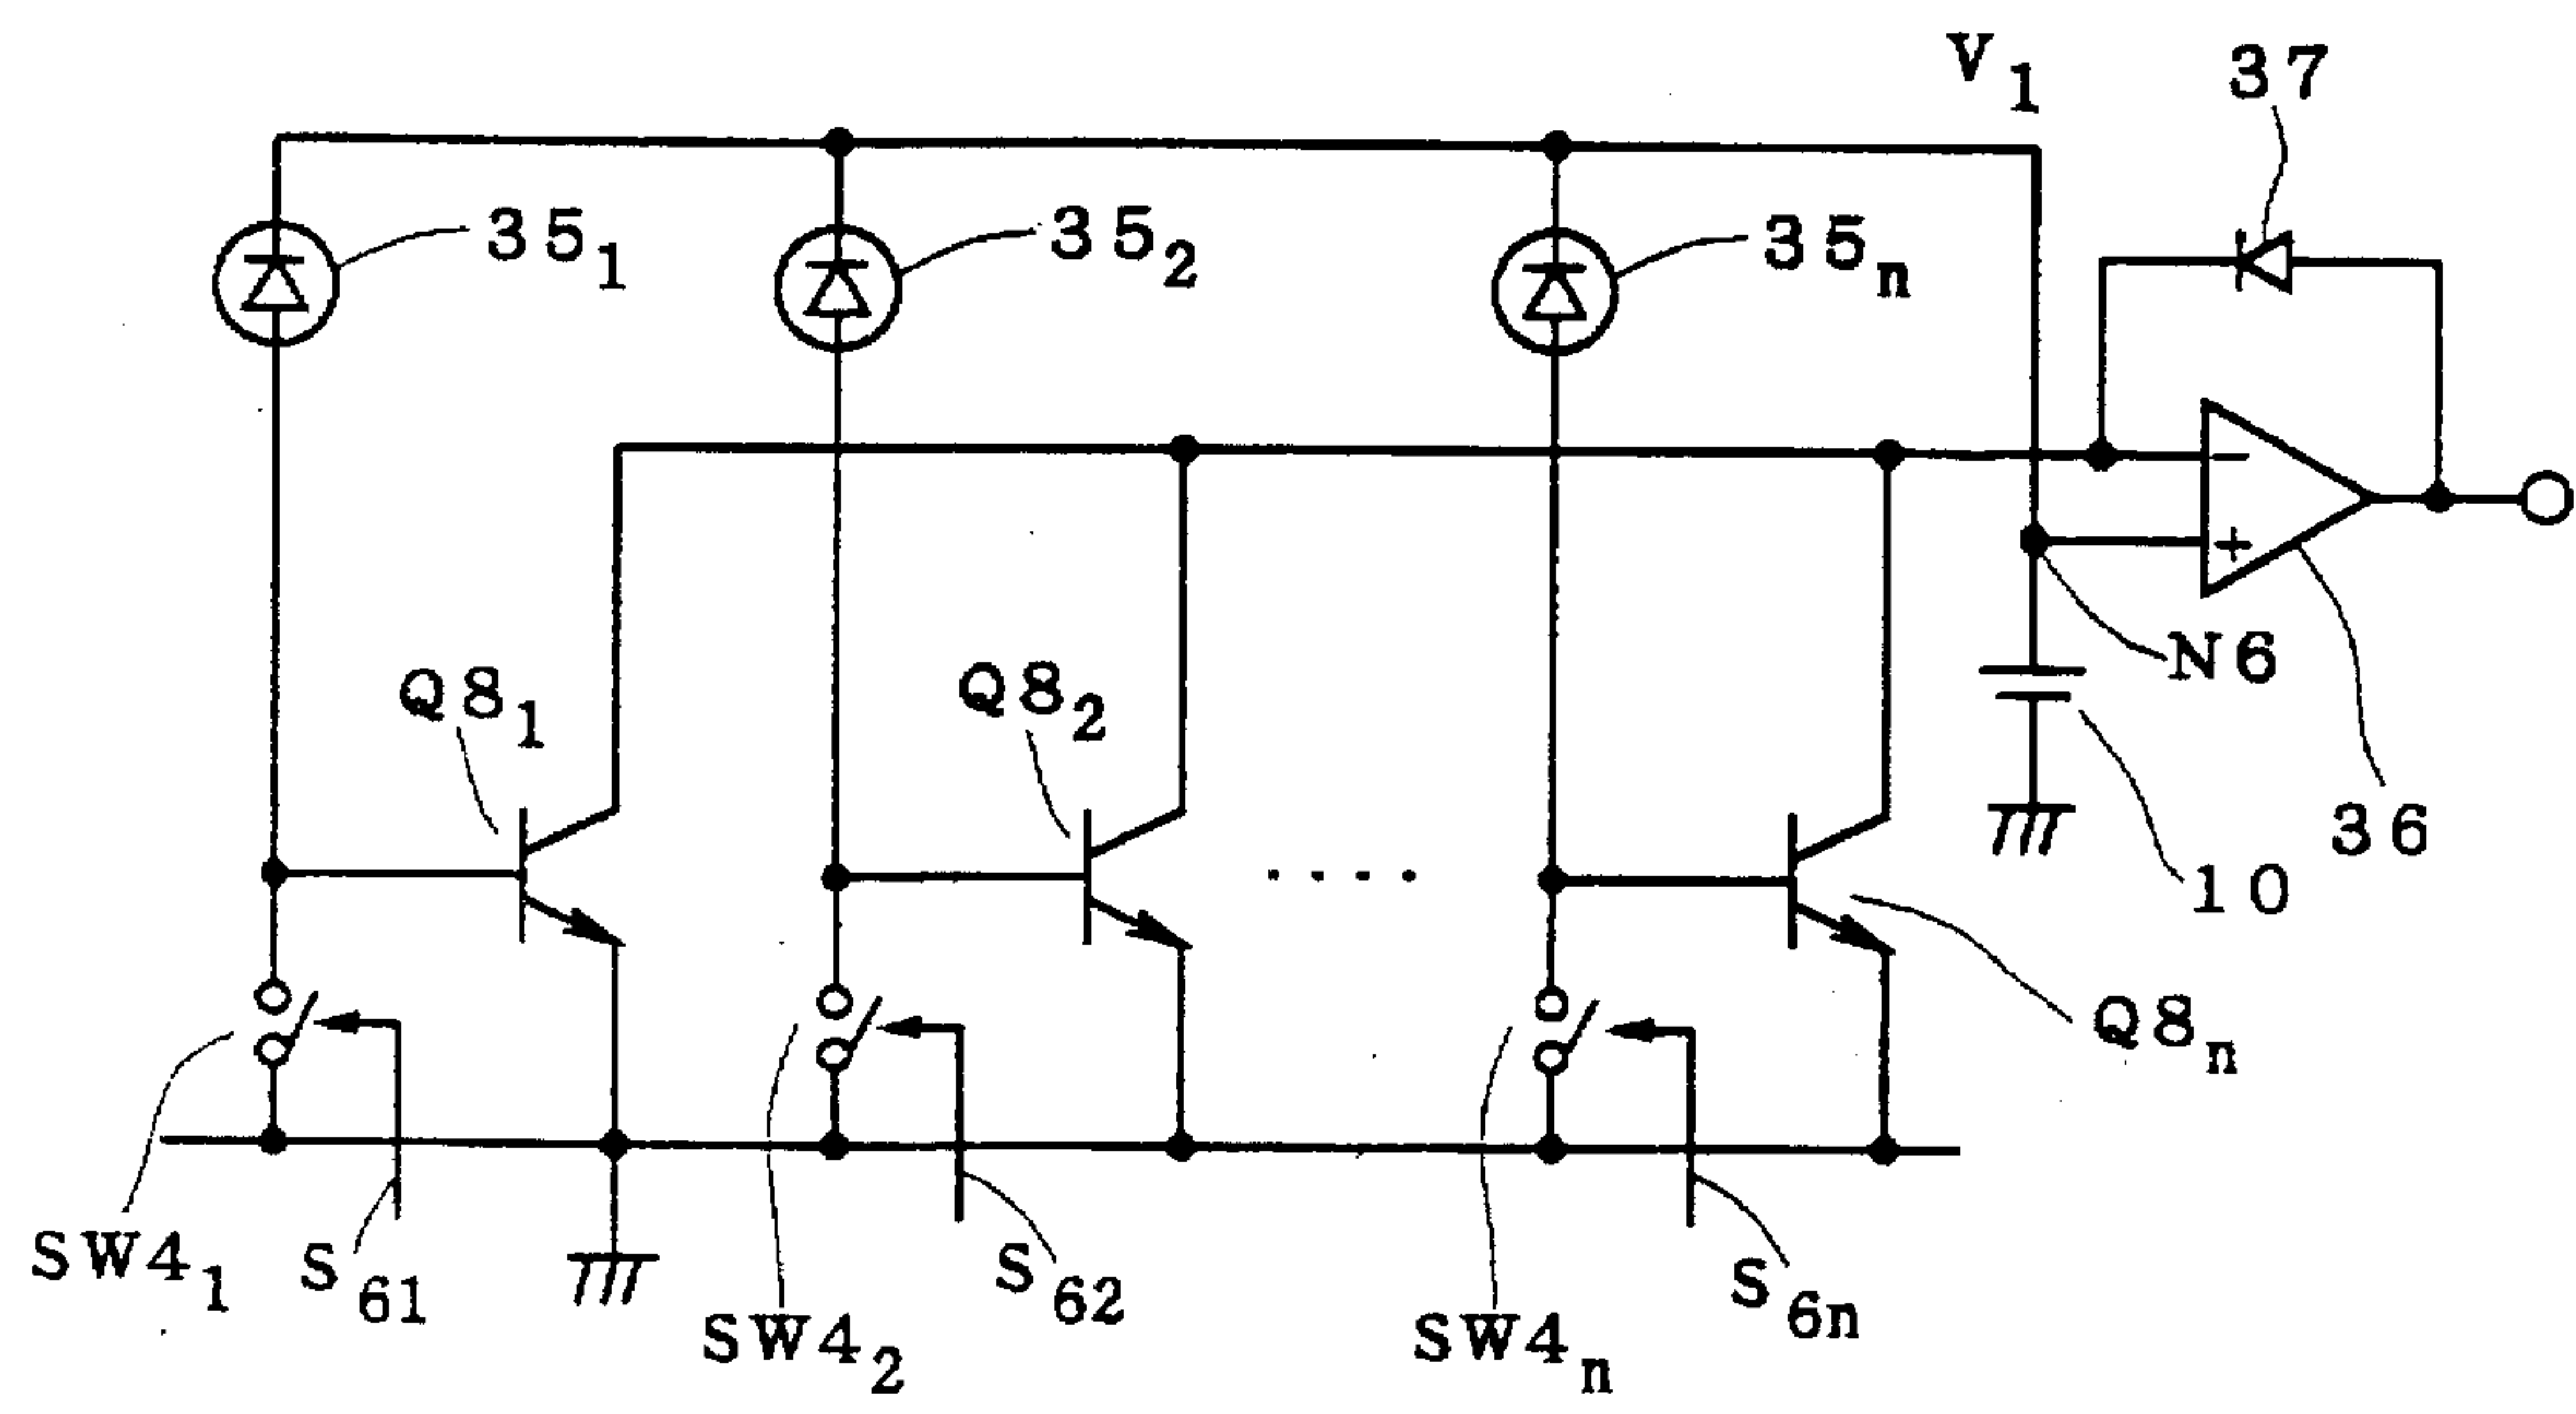 V₁
37
35₁
35₂
35ₙ
−
+
N6
Q8₁
Q8₂
36
10
Q8ₙ
SW4₁
S₆₁
SW4₂
S₆₂
SW4ₙ
S₆ₙ